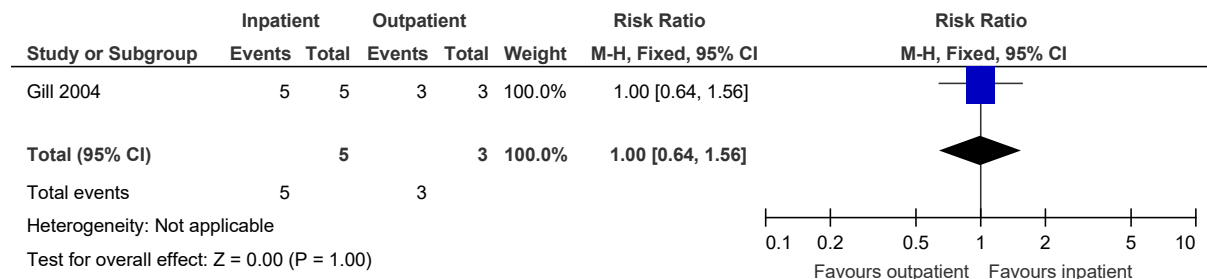 Inpatient Outpatient Risk Ratio Risk Ratio
Study or Subgroup Events Total Events Total Weight M-H, Fixed, 95% CI M-H, Fixed, 95% CI
Gill 2004 5 5 3 3 100.0% 1.00 [0.64, 1.56]
Total (95% CI) 5 3 100.0% 1.00 [0.64, 1.56]
Total events 5 3
Heterogeneity: Not applicable
Test for overall effect: Z = 0.00 (P = 1.00)
0.1 0.2 0.5 1 2 5 10
Favours outpatient Favours inpatient